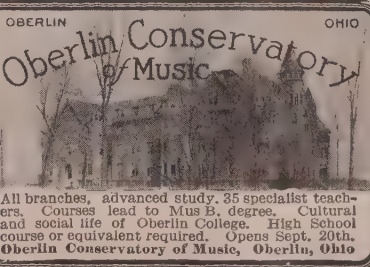 OBERLIN OHIO
Oberlin Conservatory
of Music
All branches, advanced study. 35 specialist teach-
ers. Courses lead to Mus B. degree. Cultural
and social life of Oberlin College. High School
course or equivalent required. Opens Sept. 20th.
Oberlin Conservatory of Music, Oberlin, Ohio